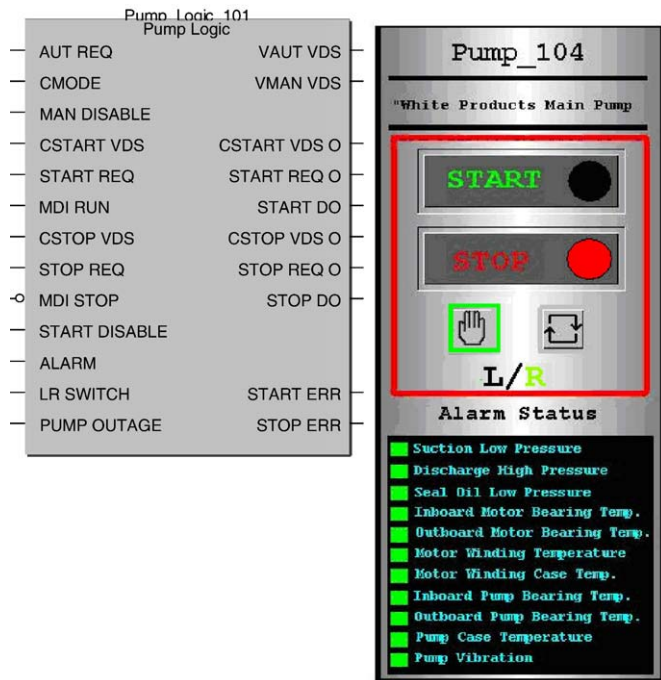 Pump_Logic_101
Pump Logic
AUT REQ VAUT VDS
CMODE VMAN VDS
MAN DISABLE
CSTART VDS CSTART VDS O
START REQ START REQ O
MDI RUN START DO
CSTOP VDS CSTOP VDS O
STOP REQ STOP REQ O
MDI STOP STOP DO
START DISABLE
ALARM
LR SWITCH START ERR
PUMP OUTAGE STOP ERR
Pump_104
"White Products Main Pump
START
STOP
L/R
Alarm Status
Suction Low Pressure
Discharge High Pressure
Seal Oil Low Pressure
Inboard Motor Bearing Temp.
Outboard Motor Bearing Temp.
Motor Winding Temperature
Motor Winding Case Temp.
Inboard Pump Bearing Temp.
Outboard Pump Bearing Temp.
Pump Case Temperature
Pump Vibration